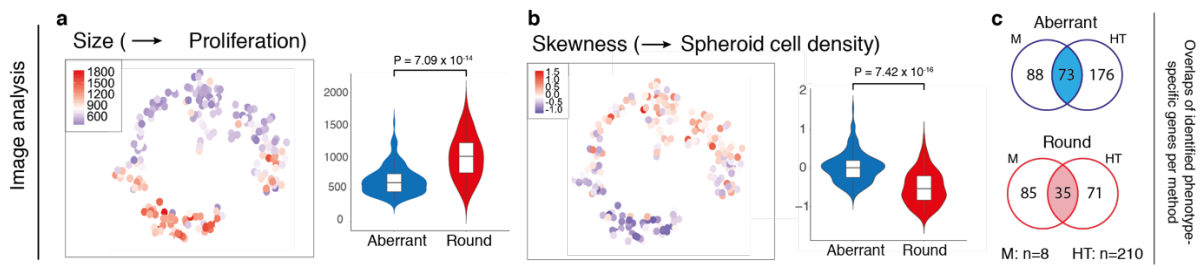 Image analysis
a
Size ( → Proliferation)
1800
1500
1200
900
600
P = 7.09 x 10-14
2000
1500
1000
500
0
Aberrant Round
b
Skewness ( → Spheroid cell density)
1.5
1.0
0.5
0.0
-0.5
-1.0
P = 7.42 x 10-16
2
1
0
−1
Aberrant Round
c
Aberrant
M HT
88 73 176
Round
M HT
85 35 71
M: n=8 HT: n=210
Overlaps of identified phenotype-
specific genes per method